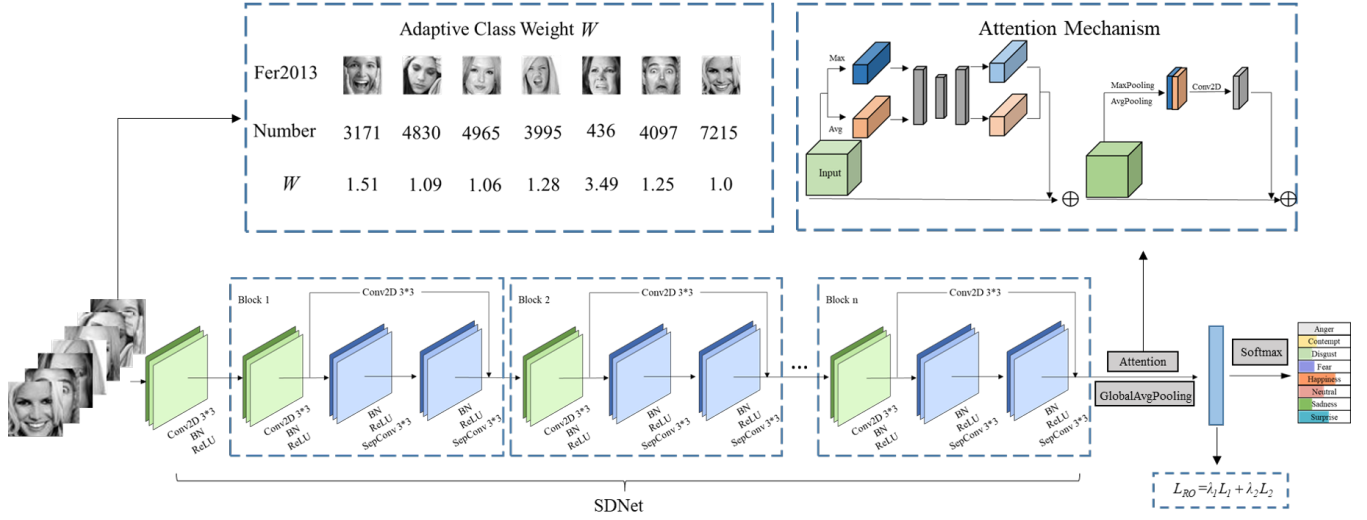 Adaptive Class Weight W
Fer2013
Number 3171 4830 4965 3995 436 4097 7215
W 1.51 1.09 1.06 1.28 3.49 1.25 1.0
Attention Mechanism
Max
Avg
Input
MaxPooling
AvgPooling
Conv2D
Conv2D 3*3
BN
ReLU
Block 1
Conv2D 3*3
Conv2D 3*3
BN
ReLU
BN
ReLU
SepConv 3*3
BN
ReLU
SepConv 3*3
Block 2
Conv2D 3*3
Conv2D 3*3
BN
ReLU
BN
ReLU
SepConv 3*3
BN
ReLU
SepConv 3*3
...
Block n
Conv2D 3*3
Conv2D 3*3
BN
ReLU
BN
ReLU
SepConv 3*3
BN
ReLU
SepConv 3*3
SDNet
Attention
GlobalAvgPooling
Softmax
Anger
Contempt
Disgust
Fear
Happiness
Neutral
Sadness
Surprise
L_RO =λ₁L₁ + λ₂L₂